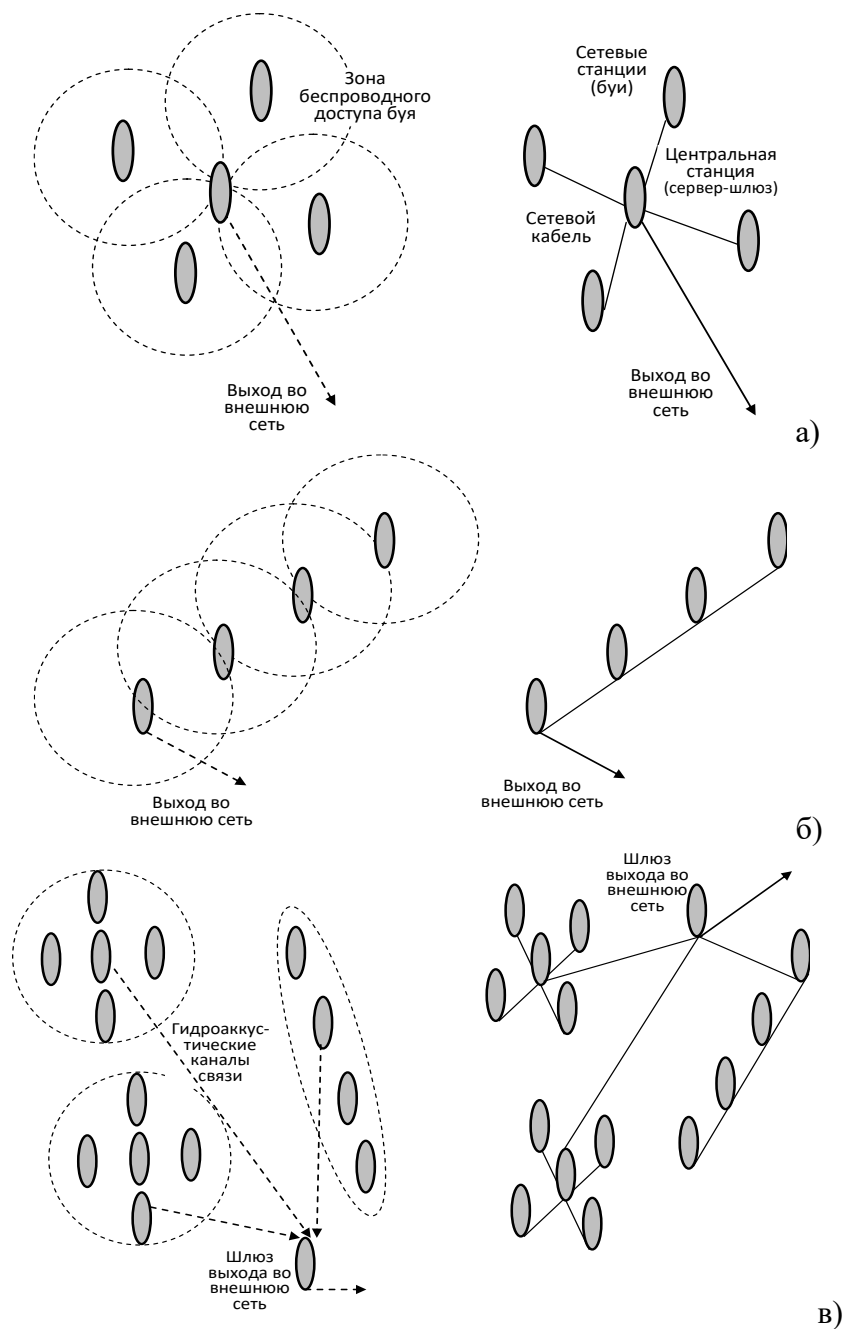 Зона
беспроводного
доступа буя
Выход во
внешнюю
сеть
Сетевые
станции
(буи)
Центральная
станция
(сервер-шлюз)
Сетевой
кабель
Выход во
внешнюю
сеть
а)
Выход во
внешнюю сеть
Выход во
внешнюю сеть
б)
Гидроаккус-
тические
каналы
связи
Шлюз
выхода во
внешнюю
сеть
Шлюз
выхода во
внешнюю
сеть
в)